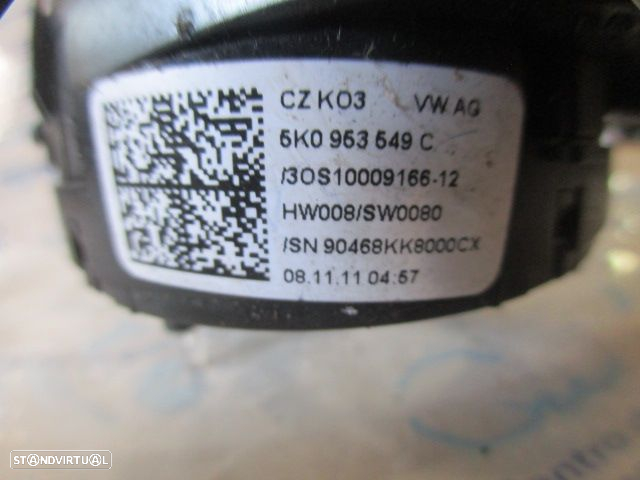 CZ K03 VW AG
5K0 953 549 C
/3OS10009166-12
HW008/SW0080
/SN 90468KK8000CX
08.11.11 04:57
entro
STANDVIRTUAL